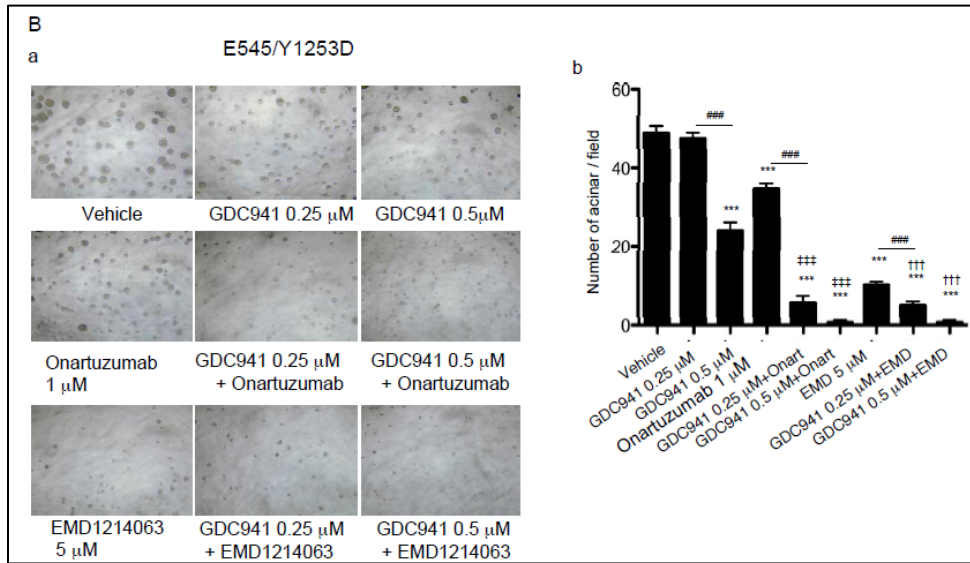 B
a
E545/Y1253D
Vehicle
GDC941 0.25 µM
GDC941 0.5µM
Onartuzumab
1 µM
GDC941 0.25 µM
+ Onartuzumab
GDC941 0.5 µM
+ Onartuzumab
EMD1214063
5 µM
GDC941 0.25 µM
+ EMD1214063
GDC941 0.5 µM
+ EMD1214063
b
Number of acinar / field
60
40
20
0
###
***
***
###
‡‡‡
***
‡‡‡
***
***
###
†††
***
†††
***
Vehicle
GDC941 0.25 µM
GDC941 0.5 µM
Onartuzumab 1 µM
GDC941 0.25 µM+Onart
GDC941 0.5 µM+Onart
EMD 5 µM
GDC941 0.25 µM+EMD
GDC941 0.5 µM+EMD